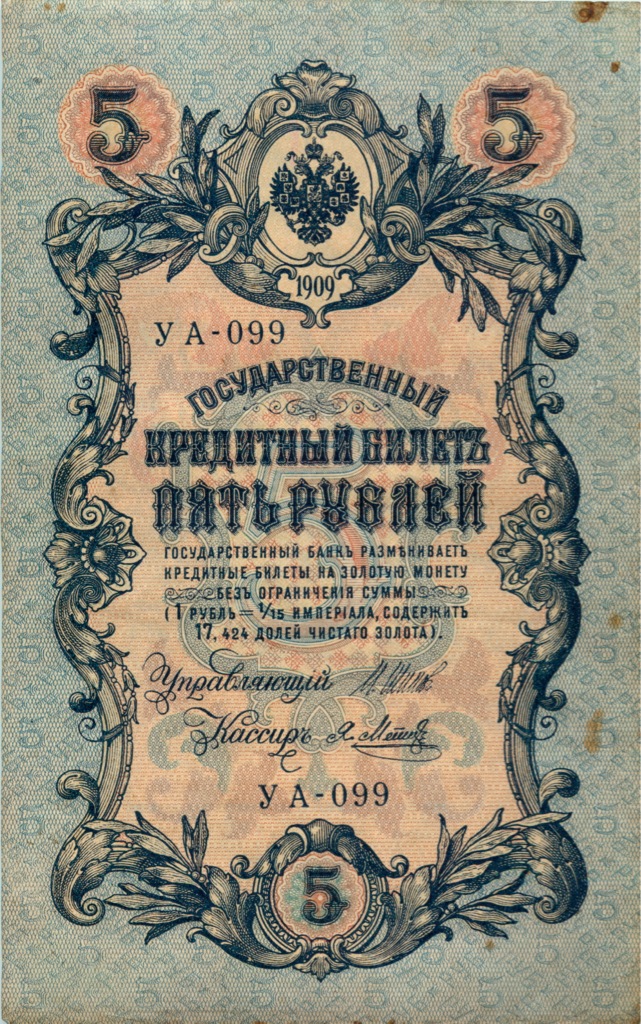 5 5
1909
УА-099
ГОСУДАРСТВЕННЫЙ
КРЕДИТНЫЙ БИЛЕТЪ
ПЯТЬ РУБЛЕЙ
ГОСУДАРСТВЕННЫЙ БАНКЪ РАЗМѢНИВАЕТЪ
КРЕДИТНЫЕ БИЛЕТЫ НА ЗОЛОТУЮ МОНЕТУ
БЕЗЪ ОГРАНИЧЕНІЯ СУММЫ
(1 РУБЛЬ = 1/15 ИМПЕРІАЛА, СОДЕРЖИТЪ
17,424 ДОЛЕЙ ЧИСТАГО ЗОЛОТА).
Управляющій
Кассиръ
УА-099
5